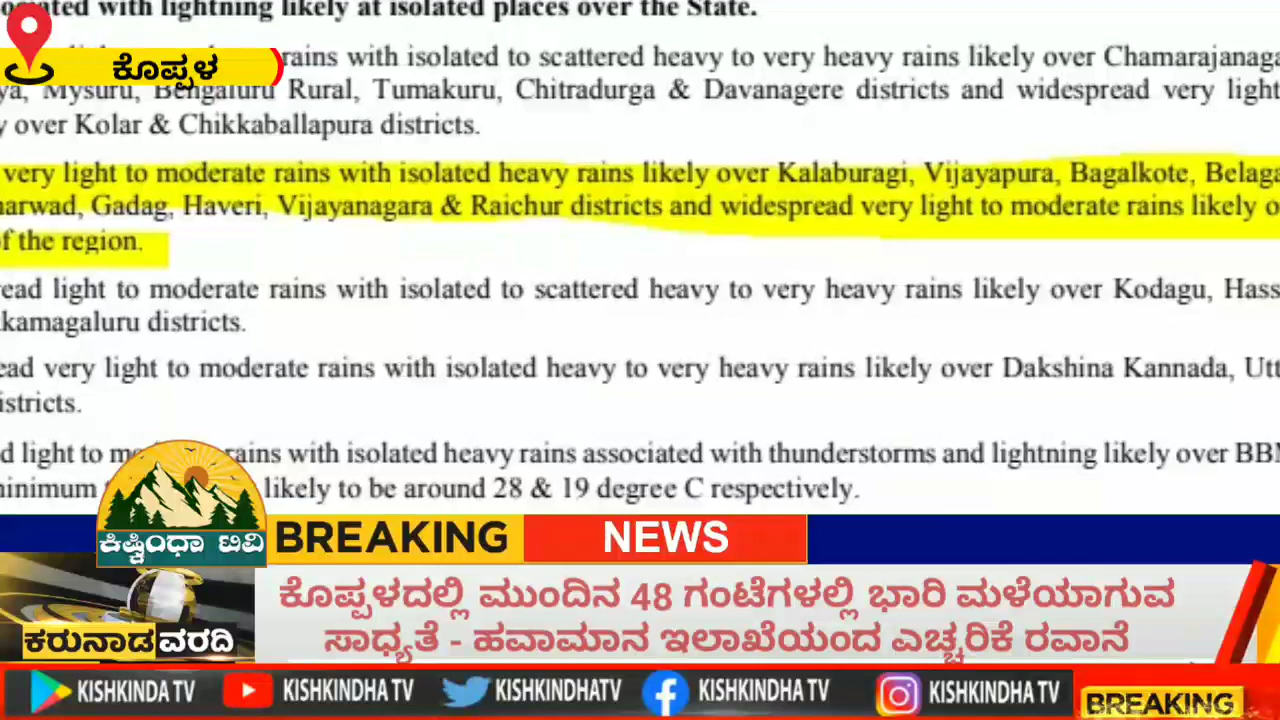 with lightning likely at isolated places over the State.
ಕೊಪ್ಪಳ
rains with isolated to scattered heavy to very heavy rains likely over Chamarajanaga
ya, Mysuru, Bengaluru Rural, Tumakuru, Chitradurga & Davanagere districts and widespread very light
y over Kolar & Chikkaballapura districts.
very light to moderate rains with isolated heavy rains likely over Kalaburagi, Vijayapura, Bagalkote, Belaga
harwad, Gadag, Haveri, Vijayanagara & Raichur districts and widespread very light to moderate rains likely o
of the region.
read light to moderate rains with isolated to scattered heavy to very heavy rains likely over Kodagu, Hass
kamagaluru districts.
ead very light to moderate rains with isolated heavy to very heavy rains likely over Dakshina Kannada, Utt
istricts.
d light to rains with isolated heavy rains associated with thunderstorms and lightning likely over BBM
minimum likely to be around 28 & 19 degree C respectively.
ಕಿಷ್ಕಿಂಧಾ ಟಿವಿ
BREAKING NEWS
ಕರುನಾಡ ವರದಿ
ಕೊಪ್ಪಳದಲ್ಲಿ ಮುಂದಿನ 48 ಗಂಟೆಗಳಲ್ಲಿ ಭಾರಿ ಮಳೆಯಾಗುವ
ಸಾಧ್ಯತೆ - ಹವಾಮಾನ ಇಲಾಖೆಯಂದ ಎಚ್ಚರಿಕೆ ರವಾನೆ
KISHKINDA TV KISHKINDHA TV KISHKINDHATV KISHKINDHA TV KISHKINDHA TV
BREAKING